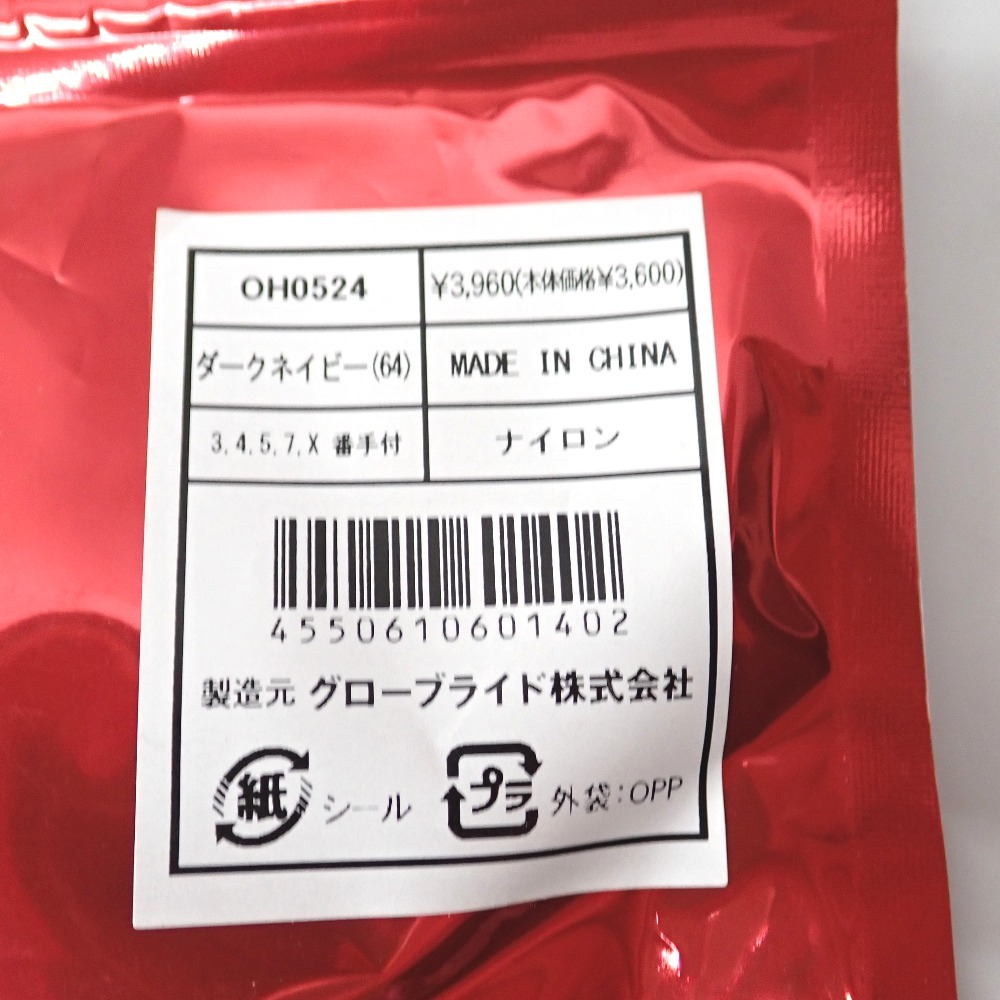 OH0524
¥3,960(本体価格¥3,600)
ダークネイビー(64)
MADE IN CHINA
3,4,5,7,X 番手付
ナイロン
4550610601402
製造元 グローブライド株式会社
紙 シール
プラ 外袋:OPP